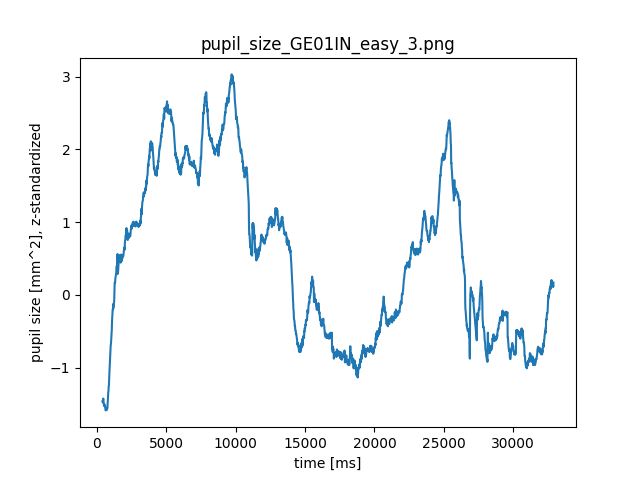 pupil_size_GE01IN_easy_3.png
pupil size [mm^2], z-standardized
3
2
1
0
−1
0 5000 10000 15000 20000 25000 30000
time [ms]